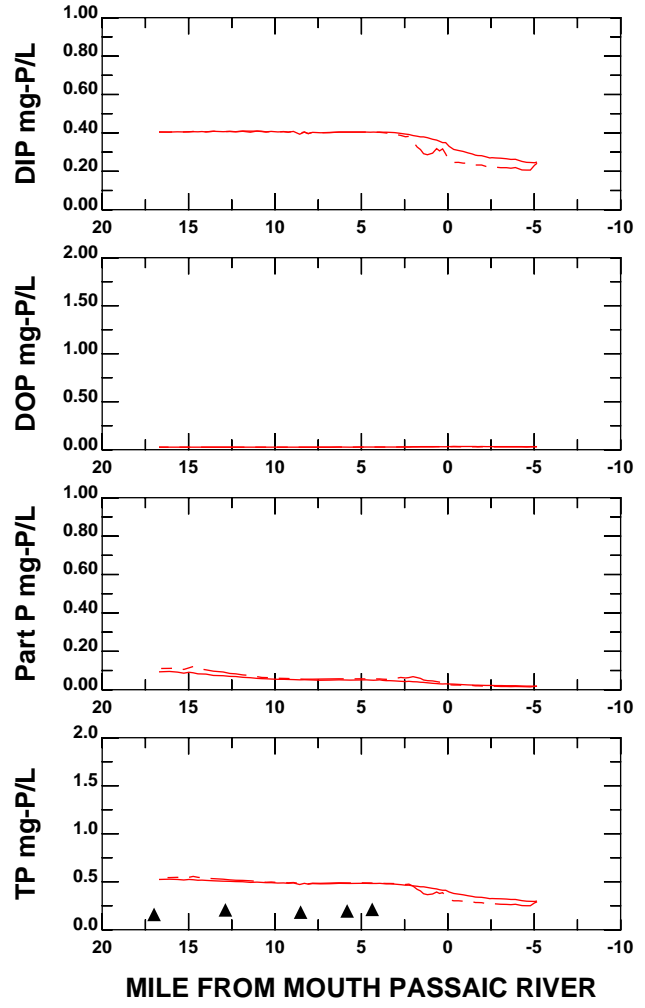 DIP mg-P/L
1.00
0.80
0.60
0.40
0.20
0.00
20 15 10 5 0 -5 -10
DOP mg-P/L
2.00
1.50
1.00
0.50
0.00
20 15 10 5 0 -5 -10
Part P mg-P/L
1.00
0.80
0.60
0.40
0.20
0.00
20 15 10 5 0 -5 -10
TP mg-P/L
2.0
1.5
1.0
0.5
0.0
20 15 10 5 0 -5 -10
MILE FROM MOUTH PASSAIC RIVER